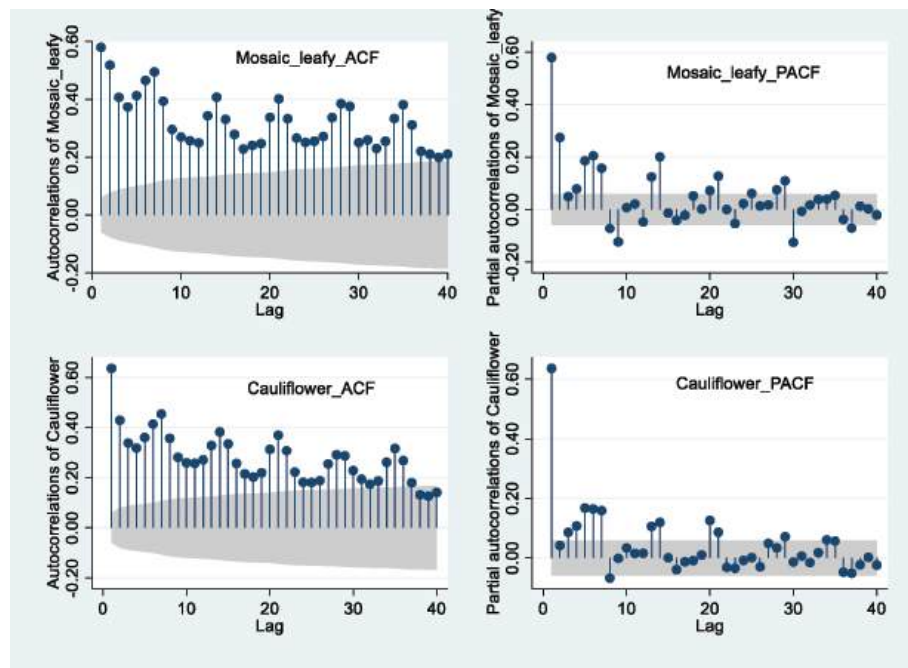 Autocorrelations of Mosaic_leafy
0.60
0.40
0.20
0.00
-0.20
Mosaic_leafy_ACF
0 10 20 30 40
Lag
Partial autocorrelations of Mosaic_leafy
0.60
0.40
0.20
0.00
-0.20
Mosaic_leafy_PACF
0 10 20 30 40
Lag
Autocorrelations of Cauliflower
0.60
0.40
0.20
0.00
-0.20
Cauliflower_ACF
0 10 20 30 40
Lag
Partial autocorrelations of Cauliflower
0.60
0.40
0.20
0.00
Cauliflower_PACF
0 10 20 30 40
Lag